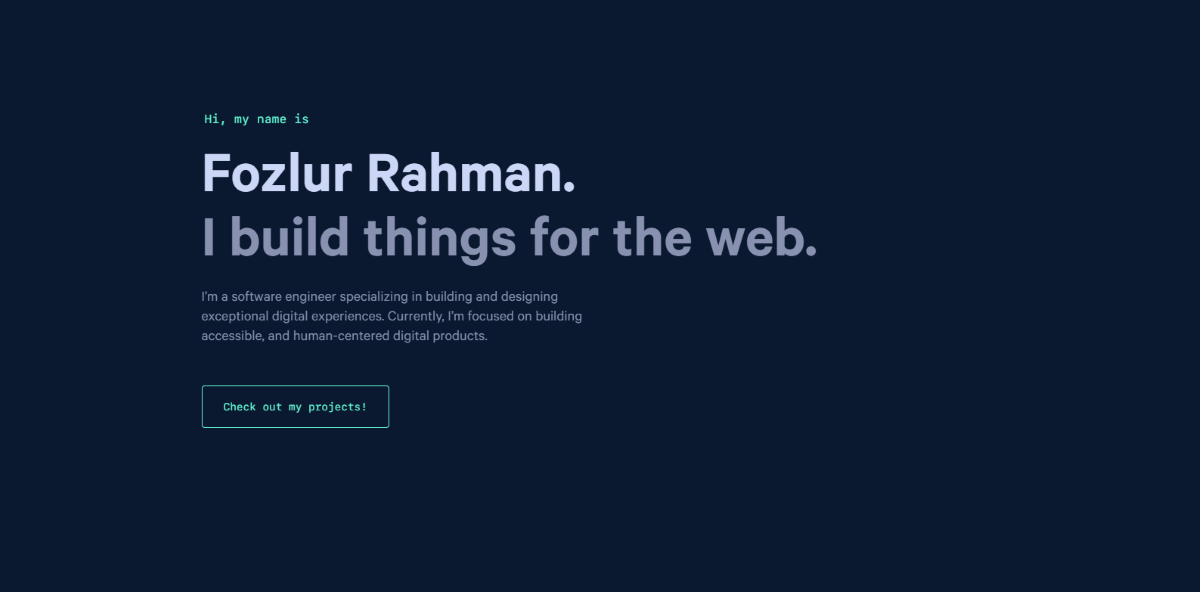 Hi, my name is
Fozlur Rahman.
I build things for the web.
I'm a software engineer specializing in building and designing
exceptional digital experiences. Currently, I'm focused on building
accessible, and human-centered digital products.
Check out my projects!